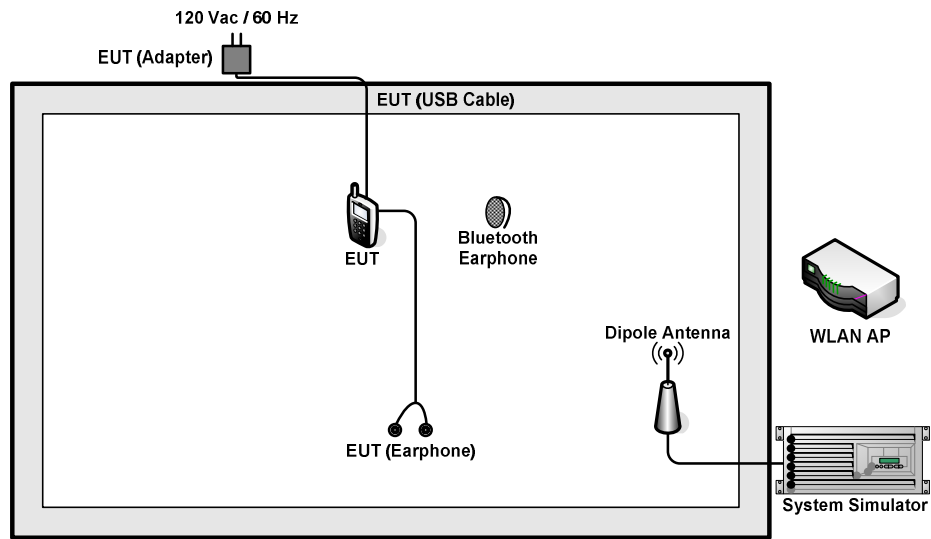 120 Vac / 60 Hz
EUT (Adapter)
EUT (USB Cable)
EUT
Bluetooth
Earphone
WLAN AP
Dipole Antenna
EUT (Earphone)
System Simulator